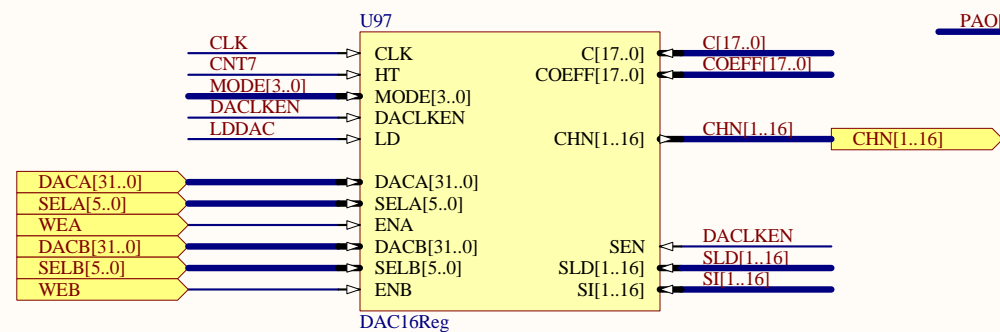 U97
PAO[
CLK CLK C[17..0] C[17..0]
CNT7 HT COEFF[17..0] COEFF[17..0]
MODE[3..0] MODE[3..0]
DACLKEN DACLKEN
LDDAC LD CHN[1..16] CHN[1..16] CHN[1..16]
DACA[31..0] DACA[31..0]
SELA[5..0] SELA[5..0]
WEA ENA
DACB[31..0] DACB[31..0] SEN DACLKEN
SELB[5..0] SELB[5..0] SLD[1..16] SLD[1..16]
WEB ENB SI[1..16] SI[1..16]
DAC16Reg